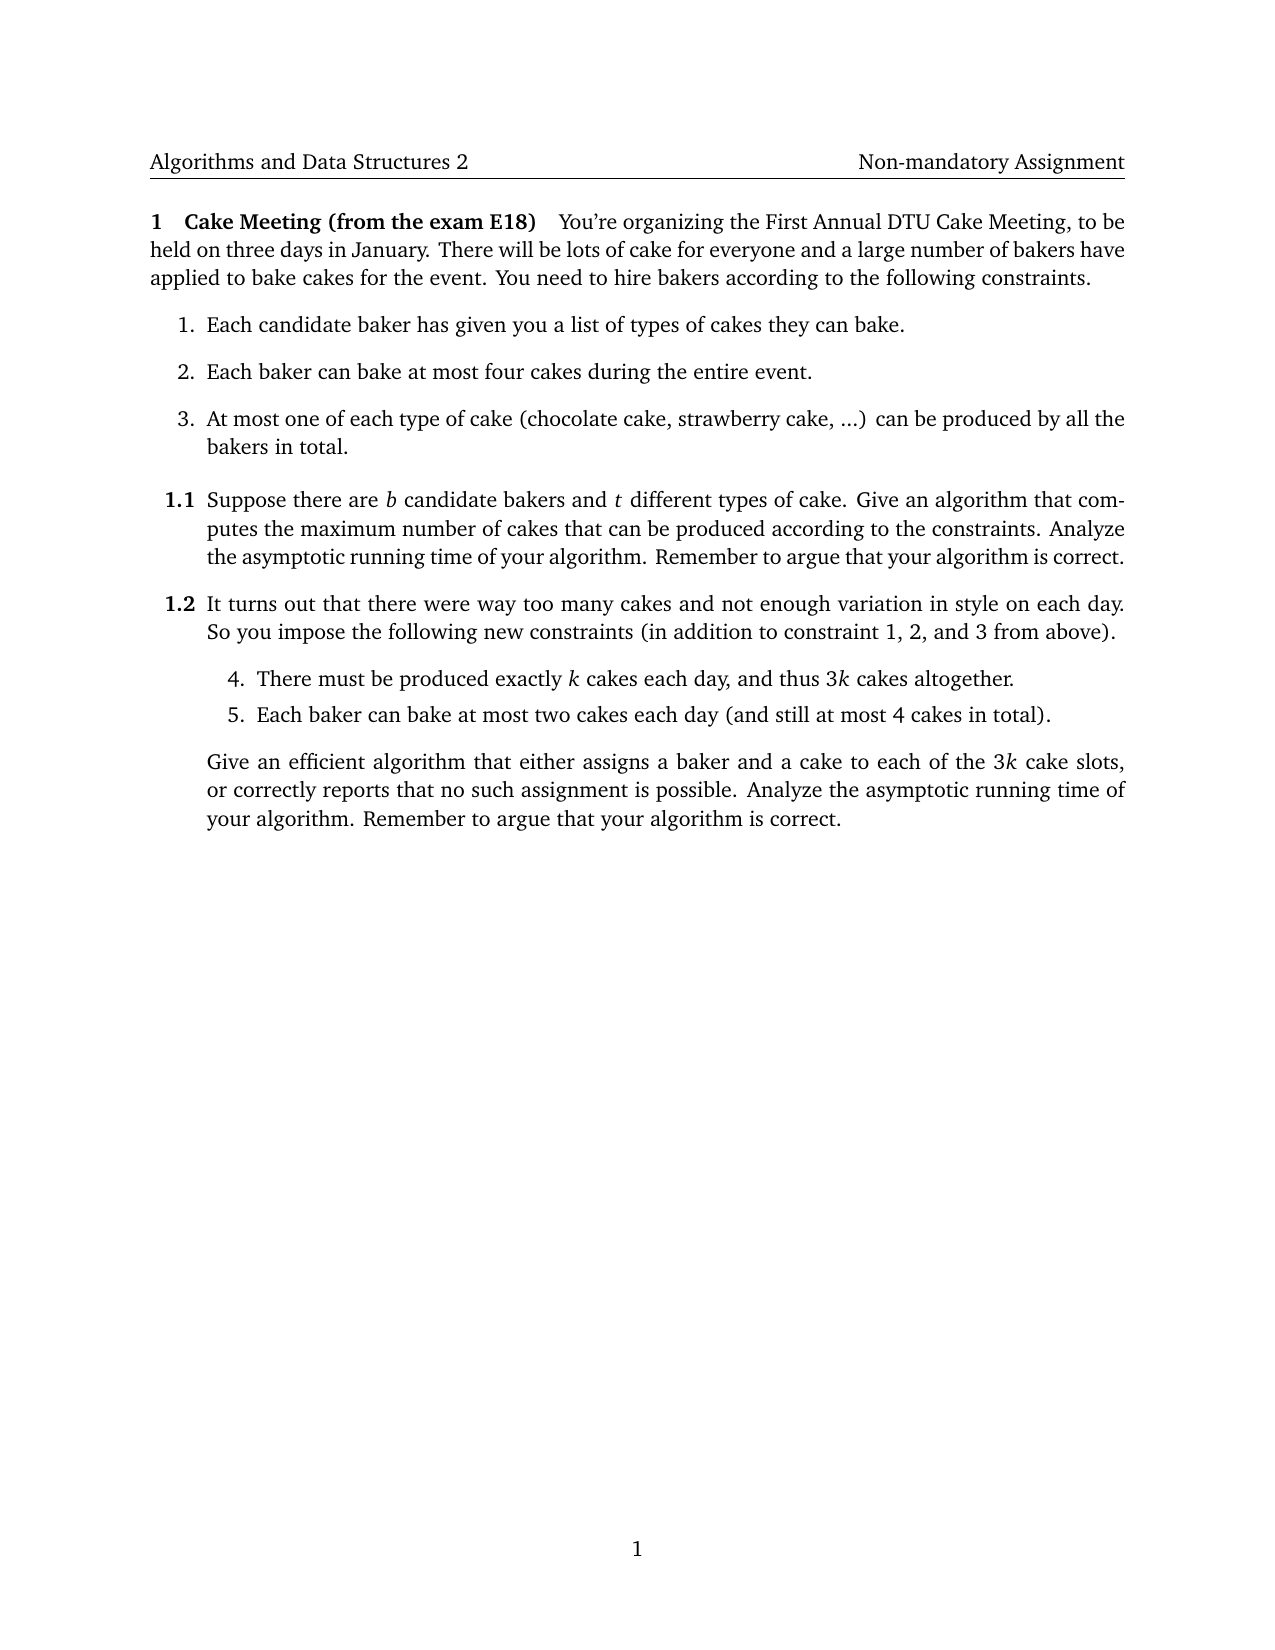 Algorithms and Data Structures 2 Non-mandatory Assignment
1 Cake Meeting (from the exam E18) You're organizing the First Annual DTU Cake Meeting, to be
held on three days in January. There will be lots of cake for everyone and a large number of bakers have
applied to bake cakes for the event. You need to hire bakers according to the following constraints.
1. Each candidate baker has given you a list of types of cakes they can bake.
2. Each baker can bake at most four cakes during the entire event.
3. At most one of each type of cake (chocolate cake, strawberry cake, ...) can be produced by all the
bakers in total.
1.1 Suppose there are b candidate bakers and t different types of cake. Give an algorithm that com-
putes the maximum number of cakes that can be produced according to the constraints. Analyze
the asymptotic running time of your algorithm. Remember to argue that your algorithm is correct.
1.2 It turns out that there were way too many cakes and not enough variation in style on each day.
So you impose the following new constraints (in addition to constraint 1, 2, and 3 from above).
4. There must be produced exactly k cakes each day, and thus 3k cakes altogether.
5. Each baker can bake at most two cakes each day (and still at most 4 cakes in total).
Give an efficient algorithm that either assigns a baker and a cake to each of the 3k cake slots,
or correctly reports that no such assignment is possible. Analyze the asymptotic running time of
your algorithm. Remember to argue that your algorithm is correct.
1